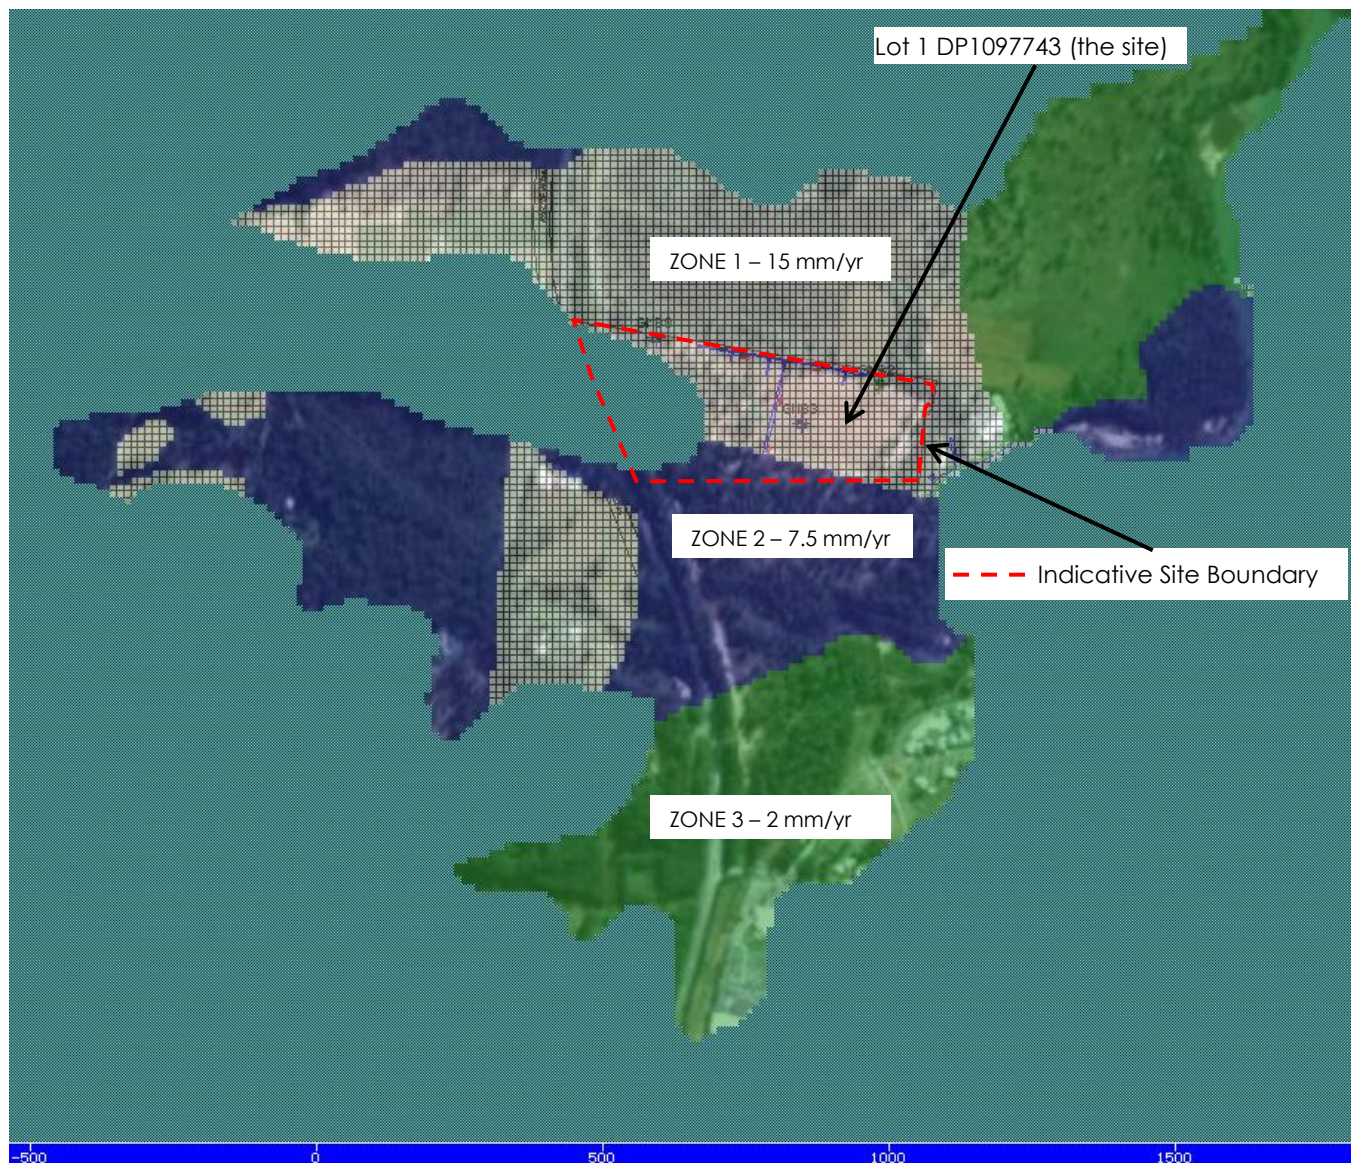 Lot 1 DP1097743 (the site)
ZONE 1 – 15 mm/yr
ZONE 2 – 7.5 mm/yr
Indicative Site Boundary
ZONE 3 – 2 mm/yr
-500 0 500 1000 1500